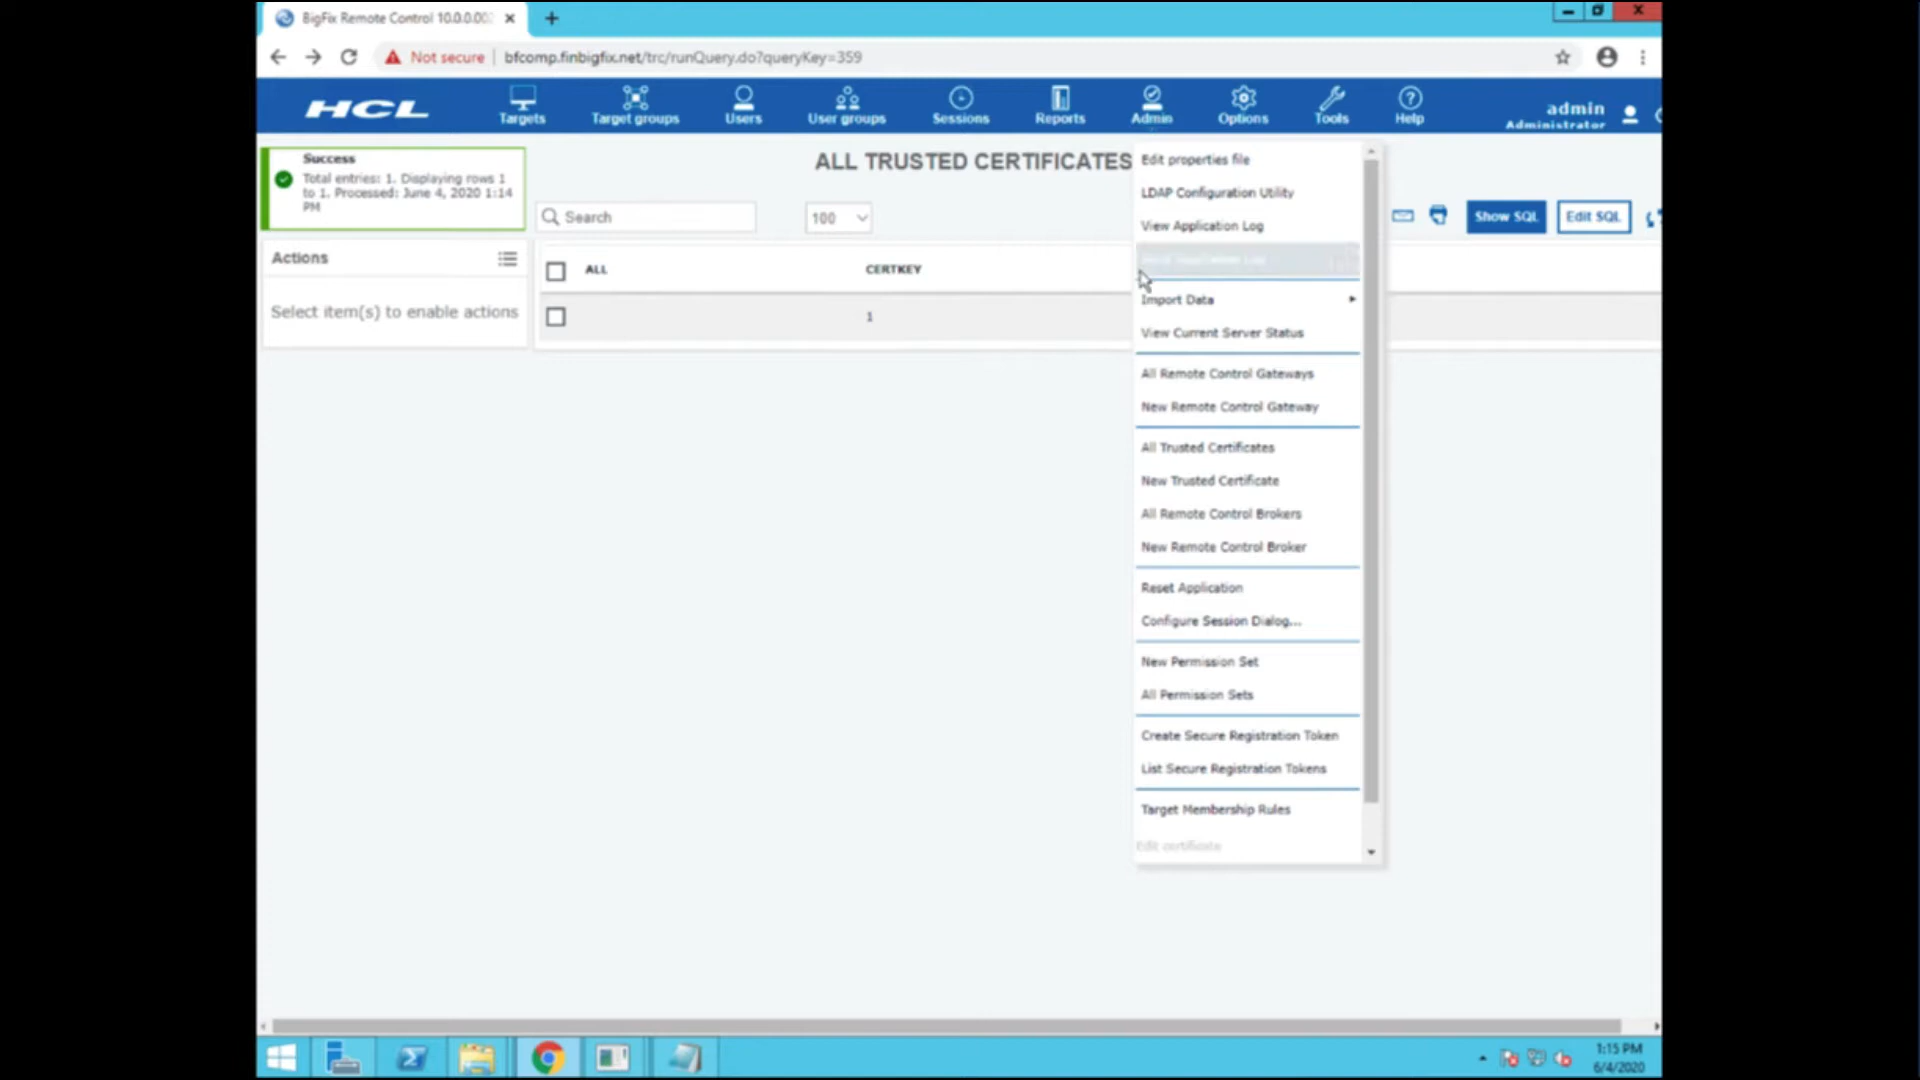 BigFix Remote Control 10.0.0.002
Not secure
bfcomp.finbigfix.net/trc/runQuery.do?queryKey=359
HCL
Targets
Target groups
Users
User groups
Sessions
Reports
Admin
Options
Tools
Help
admin
Administrator
Success
Total entries: 1. Displaying rows 1
to 1. Processed: June 4, 2020 1:14
PM
ALL TRUSTED CERTIFICATES
Search
100
Show SQL
Edit SQL
Actions
Select item(s) to enable actions
ALL
CERTKEY
1
Edit properties file
LDAP Configuration Utility
View Application Log
Import Data
View Current Server Status
All Remote Control Gateways
New Remote Control Gateway
All Trusted Certificates
New Trusted Certificate
All Remote Control Brokers
New Remote Control Broker
Reset Application
Configure Session Dialog...
New Permission Set
All Permission Sets
Create Secure Registration Token
List Secure Registration Tokens
Target Membership Rules
Edit certificate
1:15 PM
6/4/2020